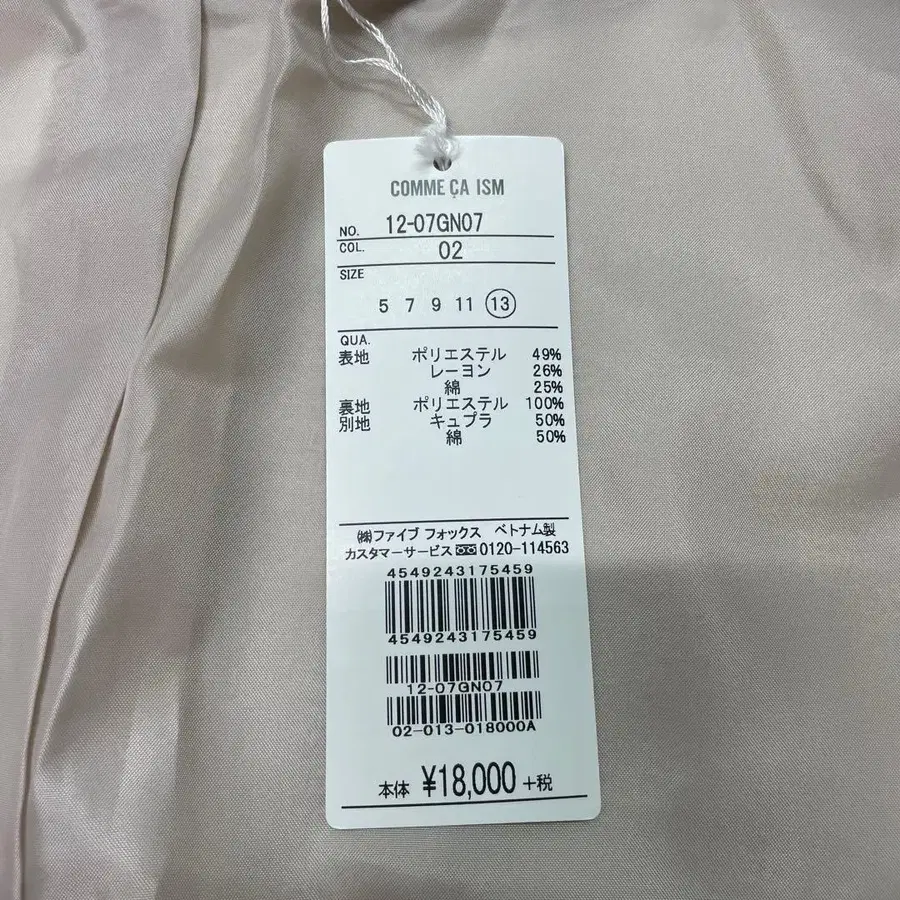 COMME ÇA ISM
NO. 12-07GN07
COL. 02
SIZE
5 7 9 11 13
QUA.
表地 ポリエステル 49%
レーヨン 26%
綿 25%
裏地 ポリエステル 100%
別地 キュプラ 50%
綿 50%
㈱ファイブ フォックス ベトナム製
カスタマーサービス 0120-114563
4549243175459
4549243175459
12-07GN07
02-013-018000A
本体 ¥18,000 +税